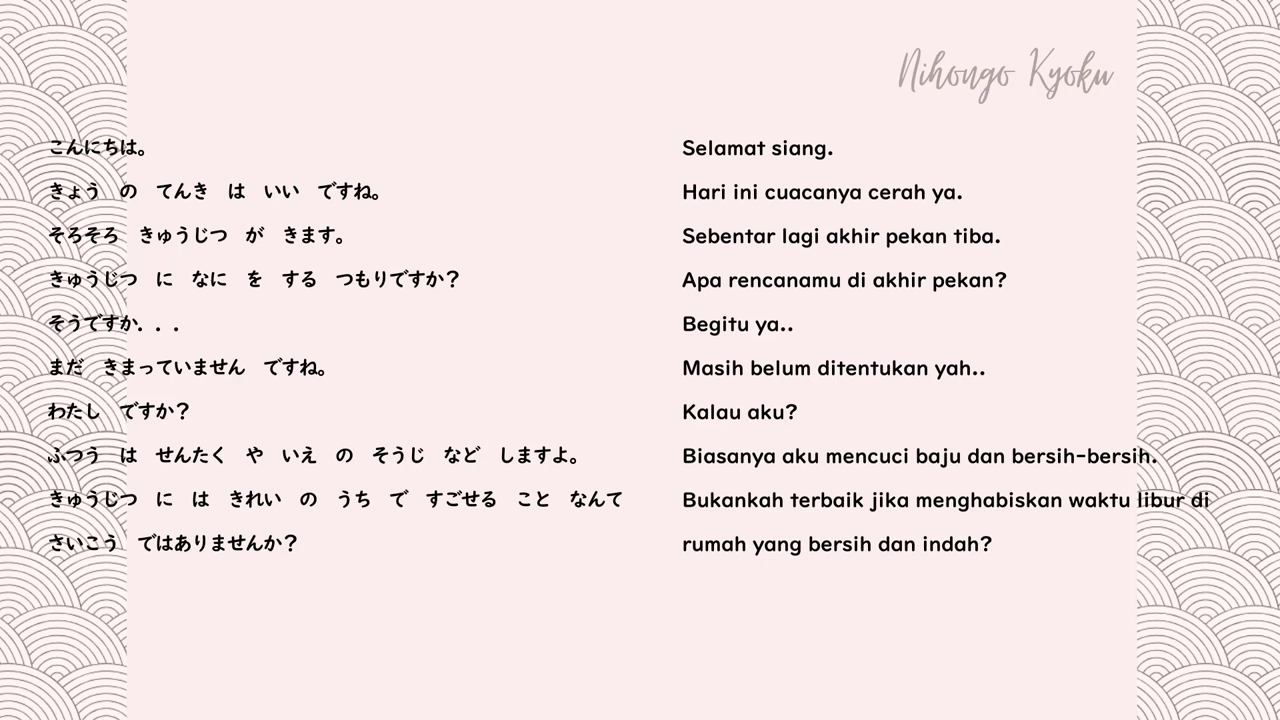 Nihongo Kyoku
こんにちは。
きょう　の　てんき　は　いい　ですね。
そろそろ　きゅうじつ　が　きます。
きゅうじつ　に　なに　を　する　つもりですか？
そうですか．．．
まだ　きまっていません　ですね。
わたし　ですか？
ふつう　は　せんたく　や　いえ　の　そうじ　など　しますよ。
きゅうじつ　に　は　きれい　の　うち　で　すごせる　こと　なんて
さいこう　ではありませんか？
Selamat siang.
Hari ini cuacanya cerah ya.
Sebentar lagi akhir pekan tiba.
Apa rencanamu di akhir pekan?
Begitu ya..
Masih belum ditentukan yah..
Kalau aku?
Biasanya aku mencuci baju dan bersih-bersih.
Bukankah terbaik jika menghabiskan waktu libur di
rumah yang bersih dan indah?